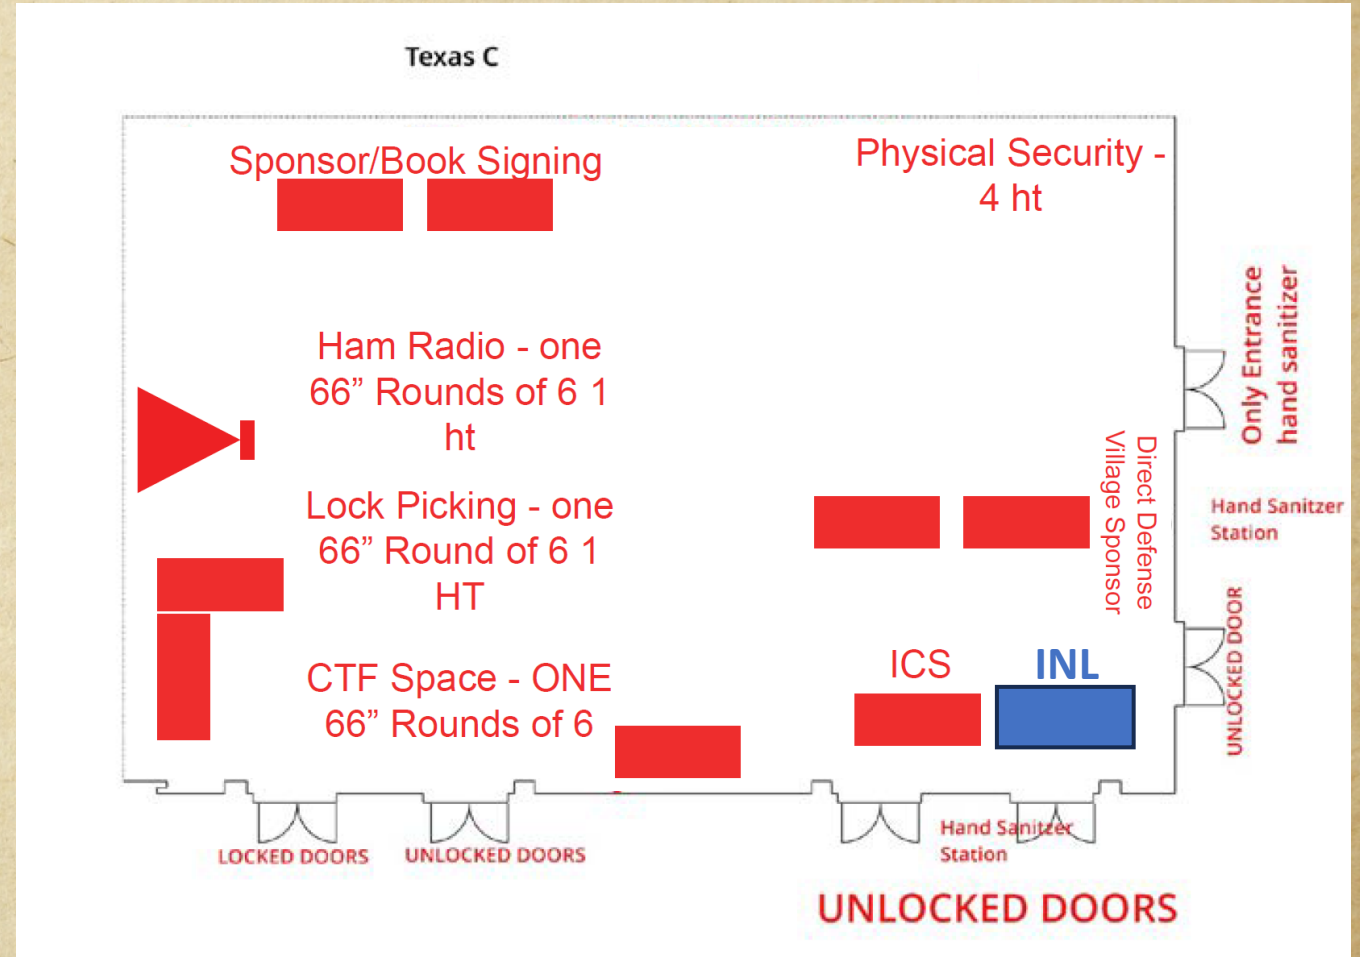 Texas C
Sponsor/Book Signing
Physical Security -
4 ht
Only Entrance
hand sanitizer
Ham Radio - one
66” Rounds of 6 1
ht
Direct Defense
Village Sponsor
Lock Picking - one
66” Round of 6 1
HT
Hand Sanitzer
Station
CTF Space - ONE
66” Rounds of 6
ICS
INL
UNLOCKED DOOR
LOCKED DOORS
UNLOCKED DOORS
Hand Sanitzer
Station
UNLOCKED DOORS